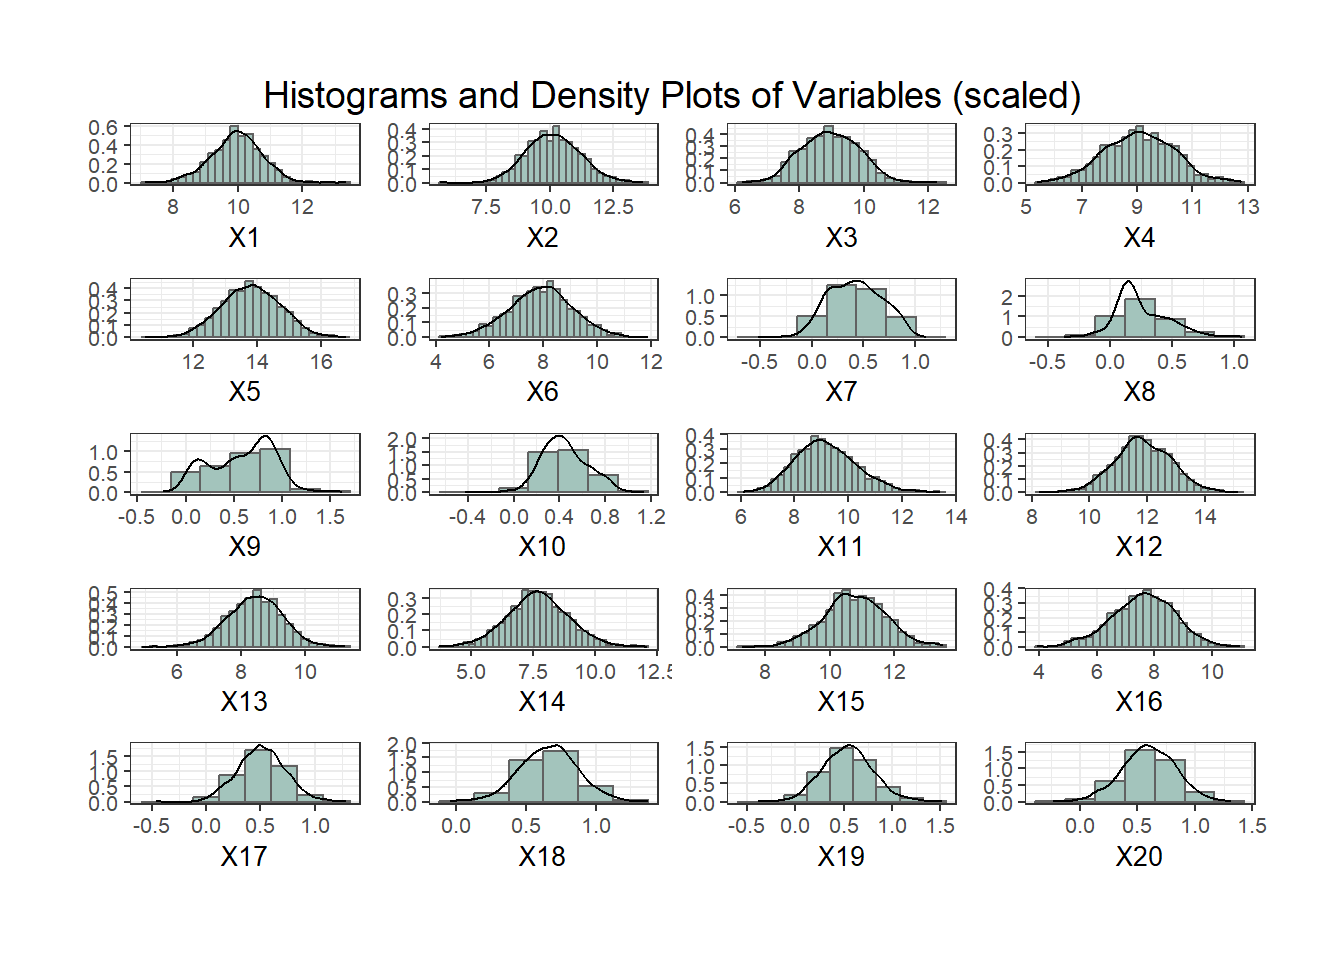 Histograms and Density Plots of Variables (scaled)
0.6
0.4
0.2
0.0
8 10 12
X1
0.4
0.3
0.2
0.1
0.0
7.5 10.0 12.5
X2
0.4
0.3
0.2
0.1
0.0
6 8 10 12
X3
0.3
0.2
0.1
0.0
5 7 9 11 13
X4
0.4
0.3
0.2
0.1
0.0
12 14 16
X5
0.3
0.2
0.1
0.0
4 6 8 10 12
X6
1.0
0.5
0.0
-0.5 0.0 0.5 1.0
X7
2
1
0
-0.5 0.0 0.5 1.0
X8
1.0
0.5
0.0
-0.5 0.0 0.5 1.0 1.5
X9
2.0
1.5
1.0
0.5
0.0
-0.4 0.0 0.4 0.8 1.2
X10
0.4
0.3
0.2
0.1
0.0
6 8 10 12 14
X11
0.4
0.3
0.2
0.1
0.0
8 10 12 14
X12
0.5
0.4
0.3
0.2
0.1
0.0
6 8 10
X13
0.3
0.2
0.1
0.0
5.0 7.5 10.0 12.5
X14
0.4
0.3
0.2
0.1
0.0
8 10 12
X15
0.4
0.3
0.2
0.1
0.0
4 6 8 10
X16
1.5
1.0
0.5
0.0
-0.5 0.0 0.5 1.0
X17
2.0
1.5
1.0
0.5
0.0
0.0 0.5 1.0
X18
1.5
1.0
0.5
0.0
-0.5 0.0 0.5 1.0 1.5
X19
1.5
1.0
0.5
0.0
0.0 0.5 1.0 1.5
X20